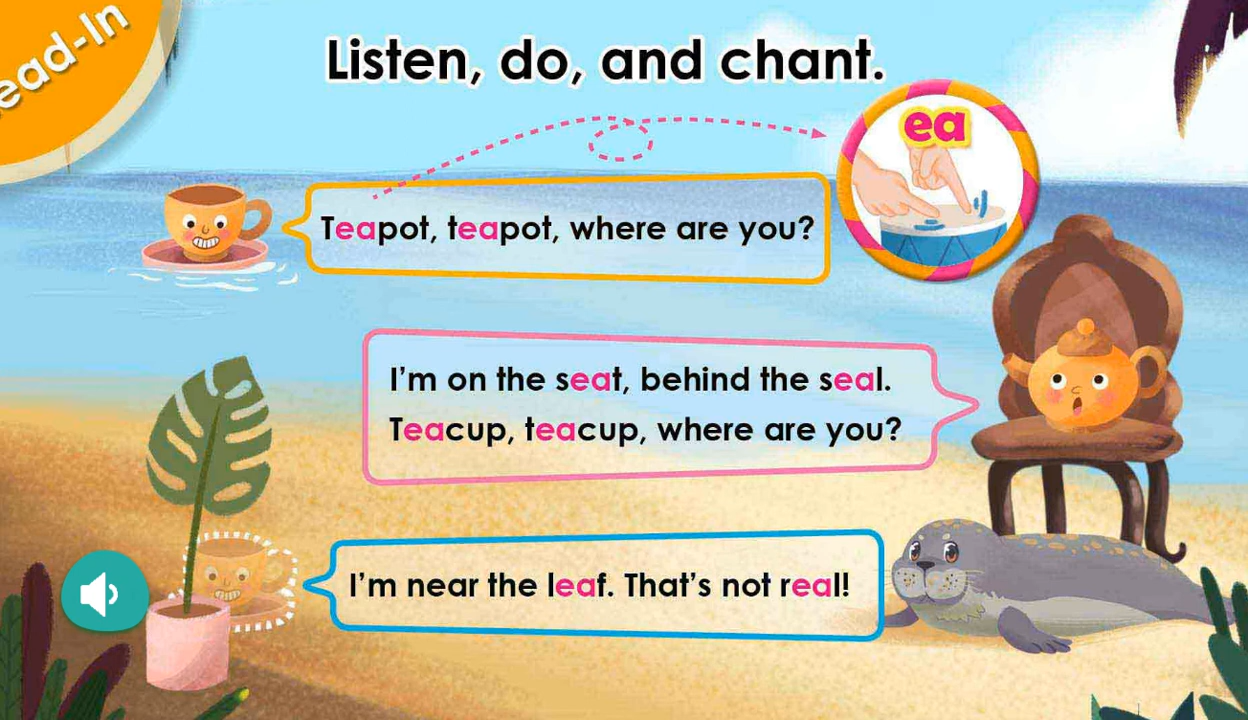 ead-In
Listen, do, and chant.
ea
Teapot, teapot, where are you?
I'm on the seat, behind the seal.
Teacup, teacup, where are you?
I'm near the leaf. That's not real!